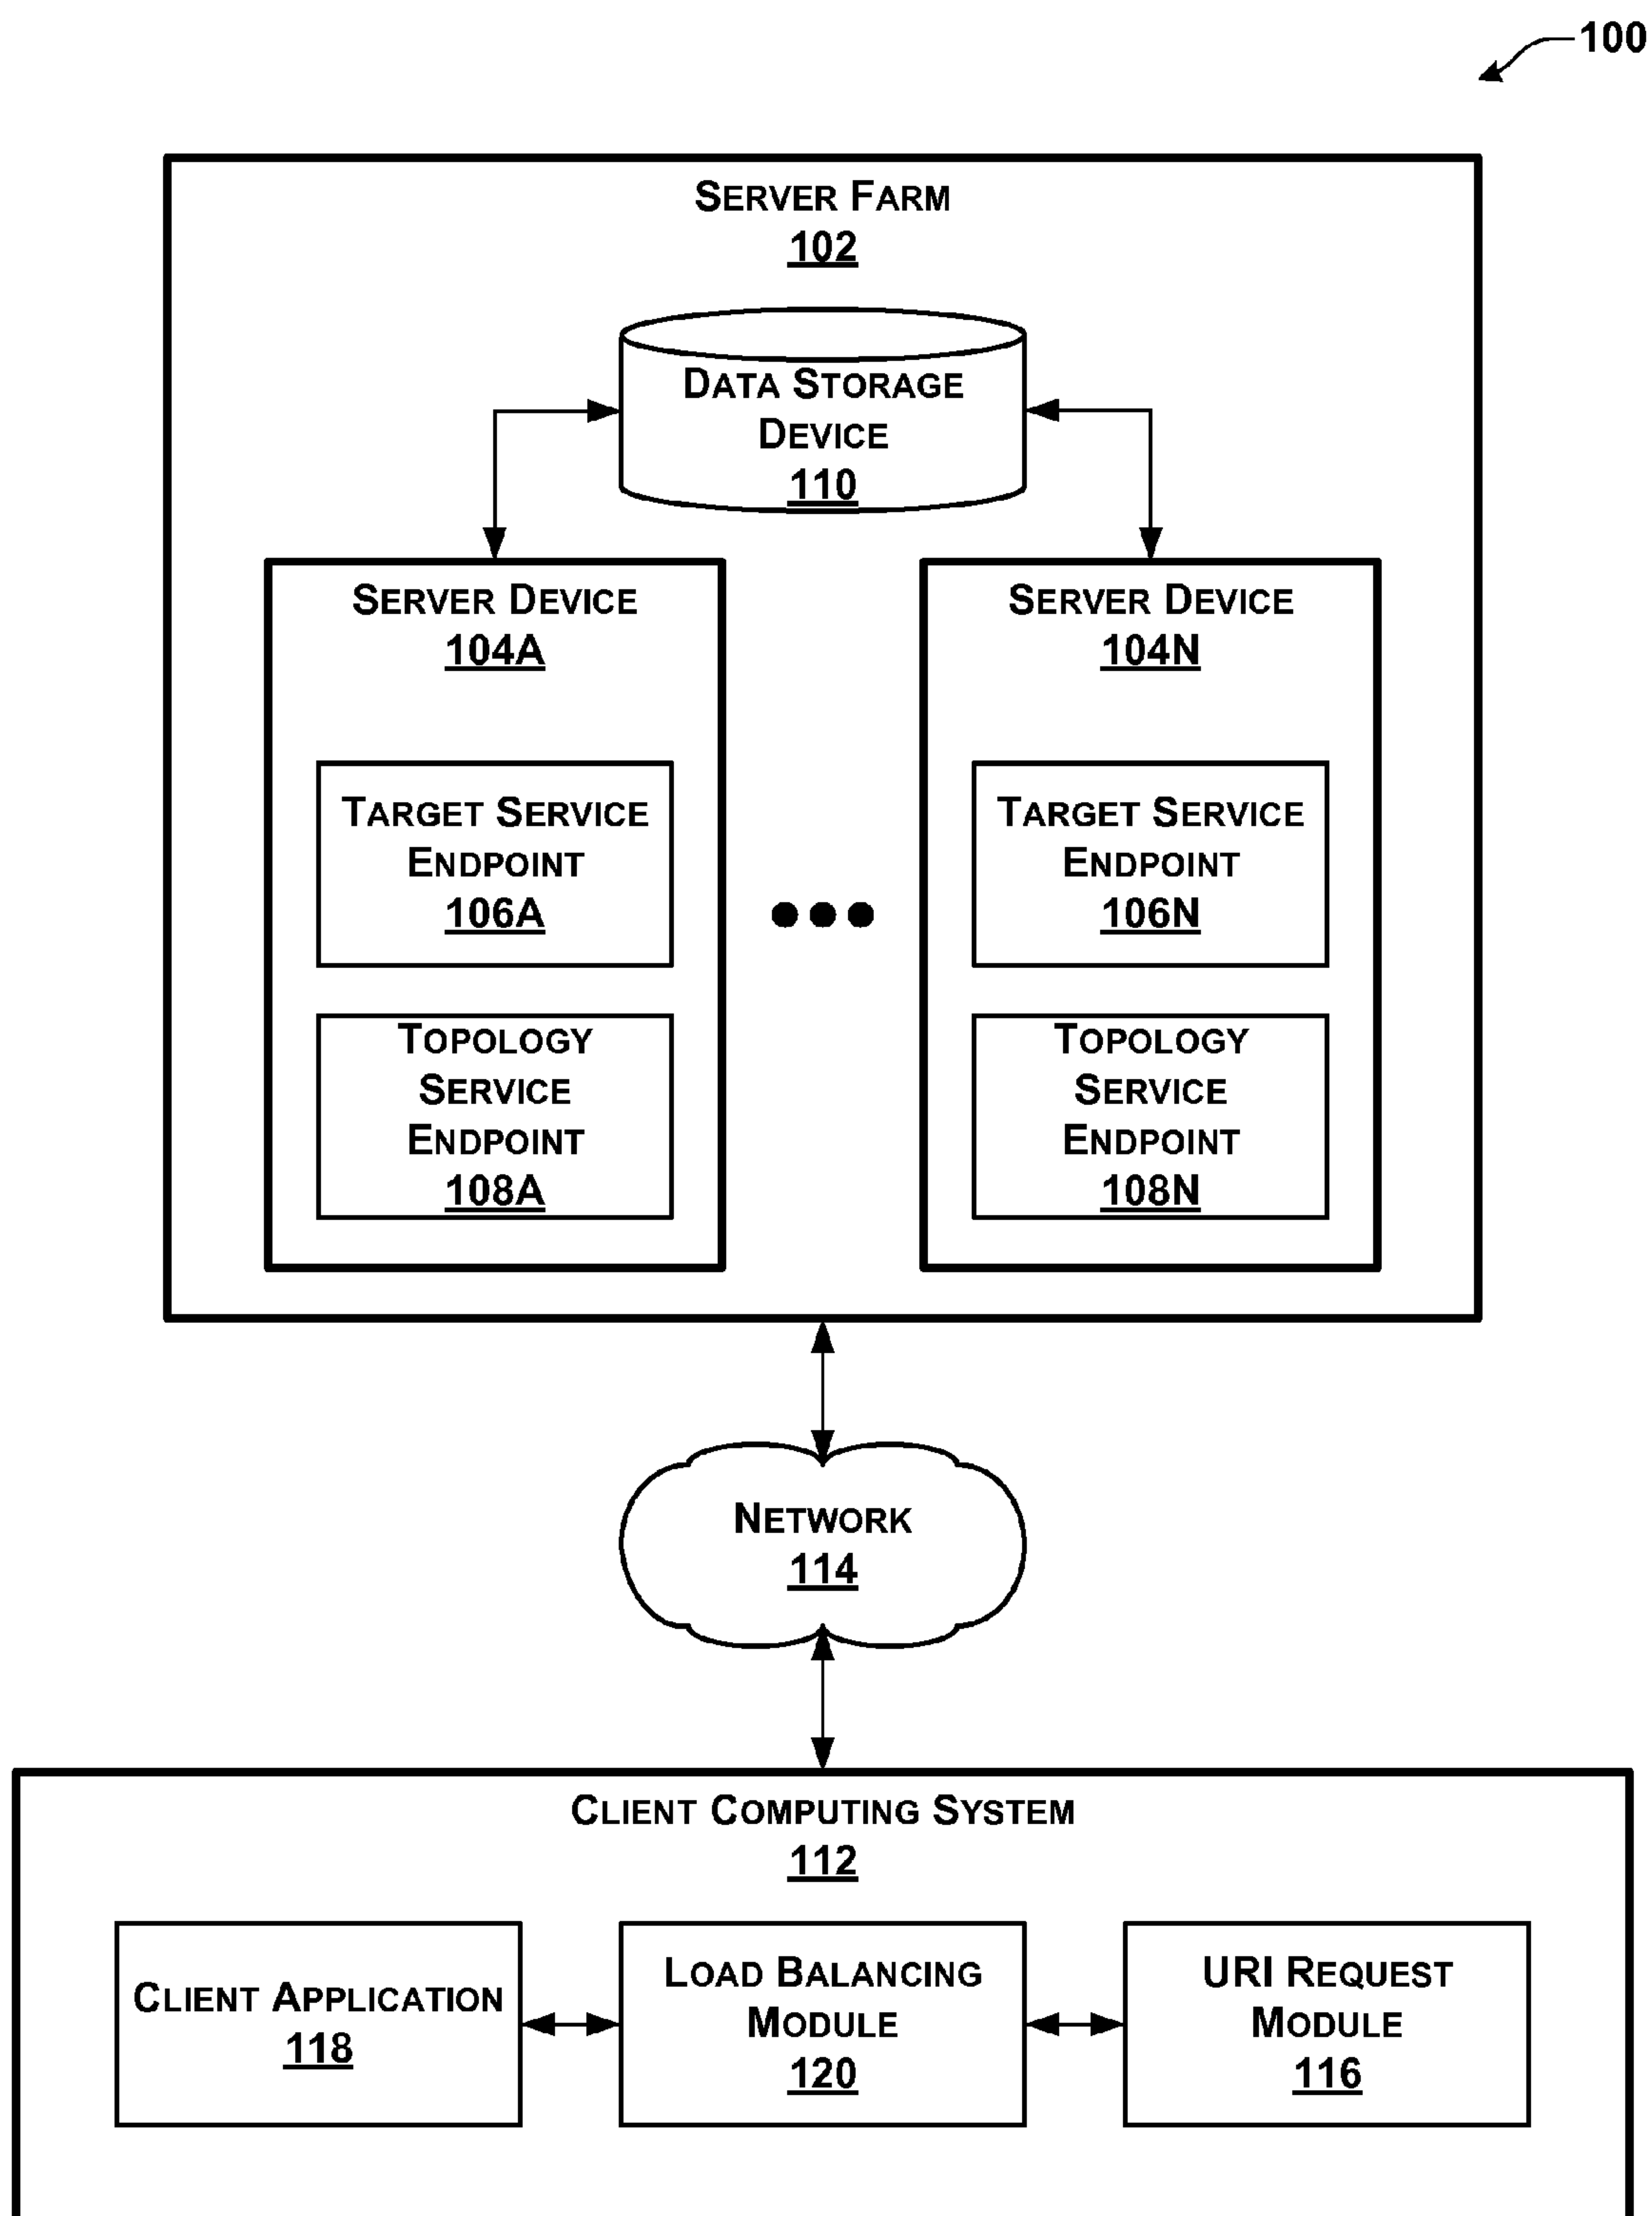 100
SERVER FARM
102
DATA STORAGE
DEVICE
110
SERVER DEVICE
104A
TARGET SERVICE
ENDPOINT
106A
TOPOLOGY
SERVICE
ENDPOINT
108A
SERVER DEVICE
104N
TARGET SERVICE
ENDPOINT
106N
TOPOLOGY
SERVICE
ENDPOINT
108N
NETWORK
114
CLIENT COMPUTING SYSTEM
112
CLIENT APPLICATION
118
LOAD BALANCING
MODULE
120
URI REQUEST
MODULE
116